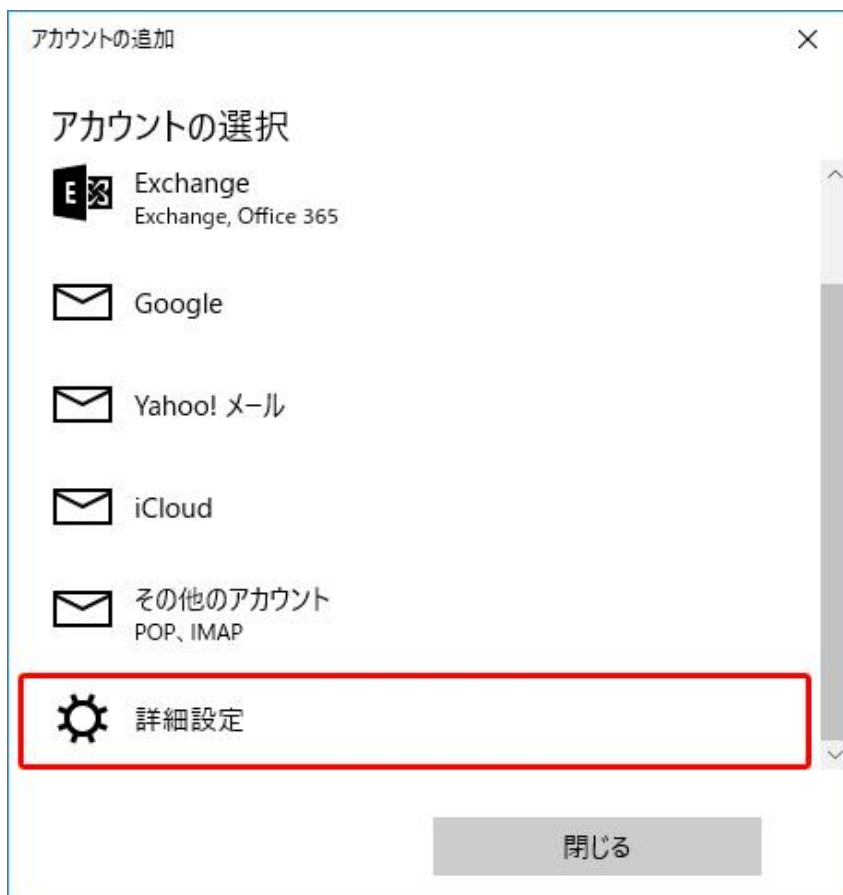 アカウントの追加
アカウントの選択
Exchange
Exchange, Office 365
Google
Yahoo! メール
iCloud
その他のアカウント
POP、IMAP
詳細設定
閉じる